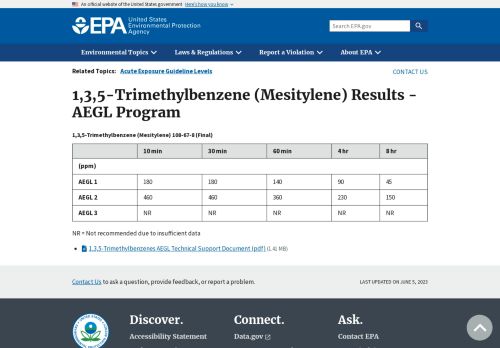 An official website of the United States government Here's how you know
EPA United States Environmental Protection Agency
Search EPA.gov
Environmental Topics Laws & Regulations Report a Violation About EPA
Related Topics: Acute Exposure Guideline Levels
CONTACT US
1,3,5-Trimethylbenzene (Mesitylene) Results -
AEGL Program
1,3,5-Trimethylbenzene (Mesitylene) 108-67-8 (Final)
10 min 30 min 60 min 4 hr 8 hr
(ppm)
AEGL 1 180 180 140 90 45
AEGL 2 460 460 360 230 150
AEGL 3 NR NR NR NR NR
NR = Not recommended due to insufficient data
1,3,5-Trimethylbenzenes AEGL Technical Support Document (pdf) (1.41 MB)
Contact Us to ask a question, provide feedback, or report a problem.
LAST UPDATED ON JUNE 5, 2023
Discover. Connect. Ask.
Accessibility Statement Data.gov Contact EPA